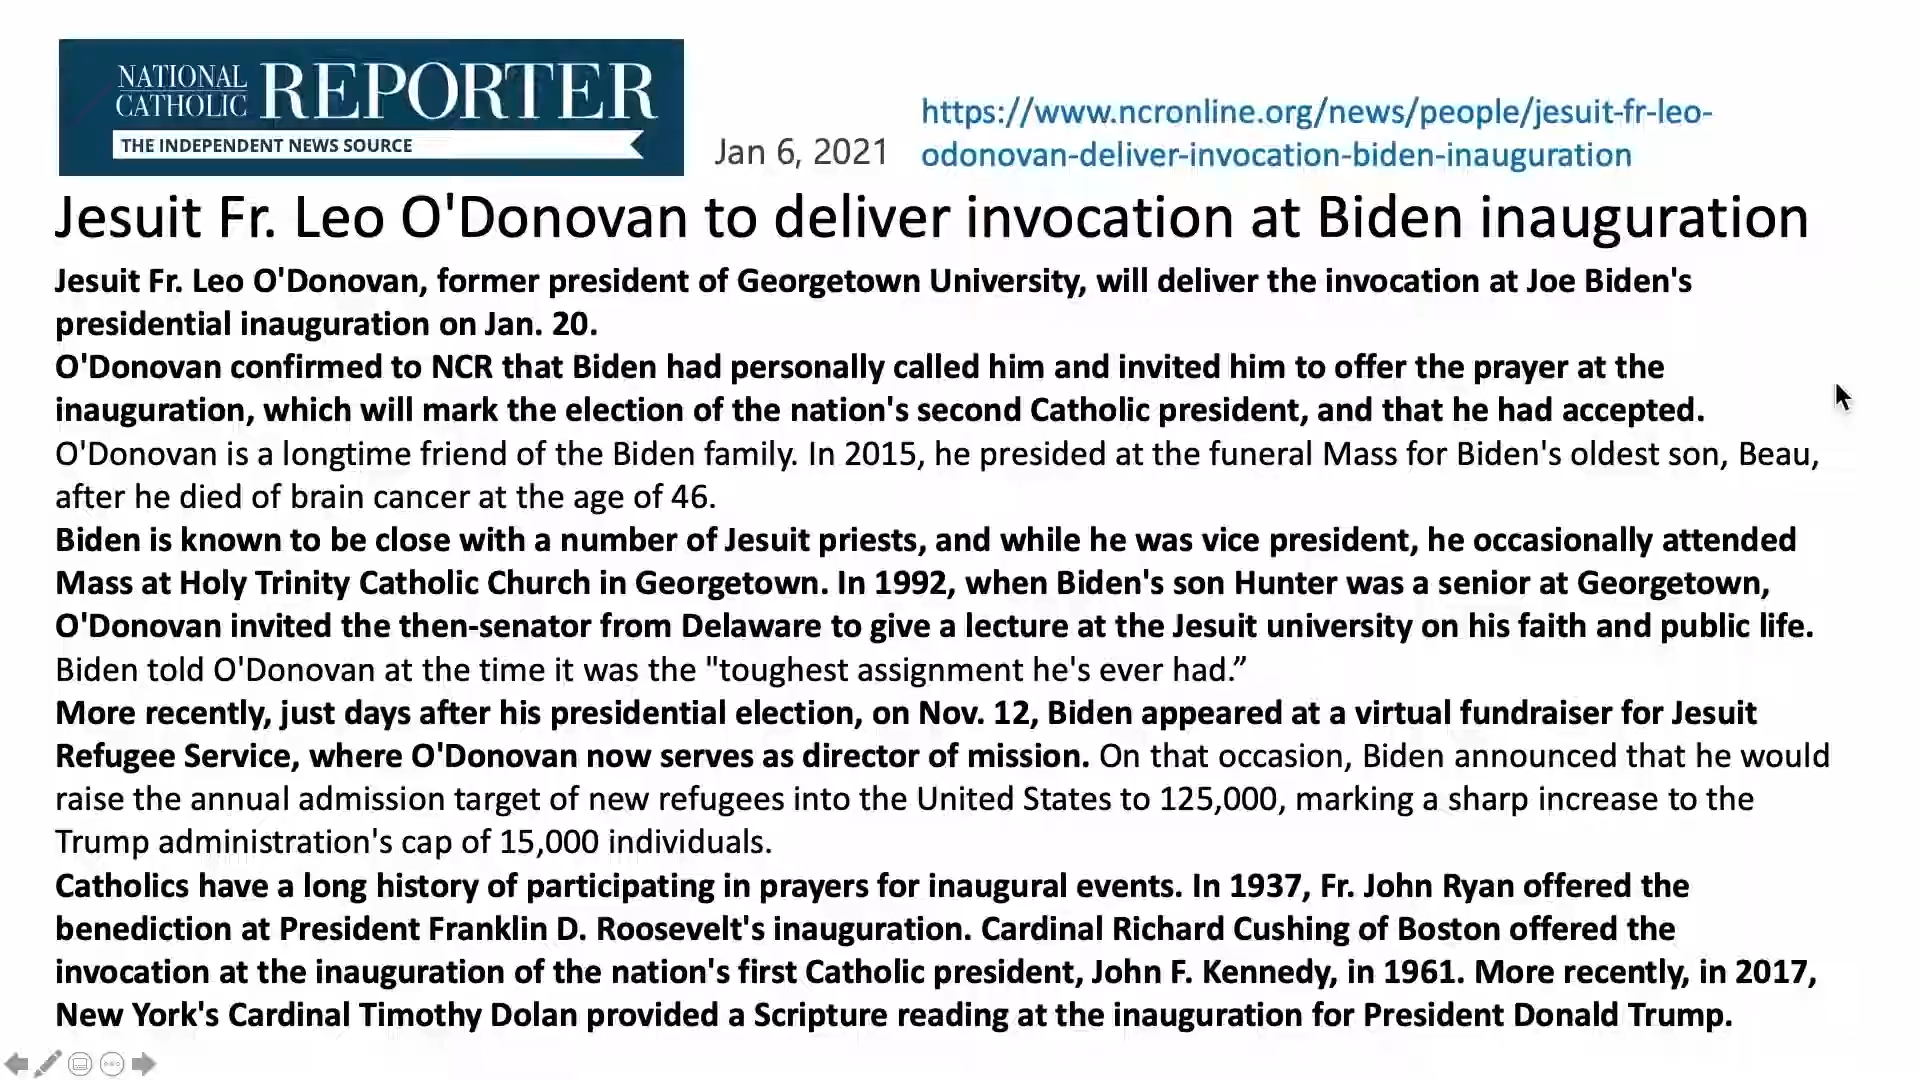 NATIONAL
CATHOLIC REPORTER
THE INDEPENDENT NEWS SOURCE
Jan 6, 2021
https://www.ncronline.org/news/people/jesuit-fr-leo-
odonovan-deliver-invocation-biden-inauguration
Jesuit Fr. Leo O'Donovan to deliver invocation at Biden inauguration
Jesuit Fr. Leo O'Donovan, former president of Georgetown University, will deliver the invocation at Joe Biden's
presidential inauguration on Jan. 20.
O'Donovan confirmed to NCR that Biden had personally called him and invited him to offer the prayer at the
inauguration, which will mark the election of the nation's second Catholic president, and that he had accepted.
O'Donovan is a longtime friend of the Biden family. In 2015, he presided at the funeral Mass for Biden's oldest son, Beau,
after he died of brain cancer at the age of 46.
Biden is known to be close with a number of Jesuit priests, and while he was vice president, he occasionally attended
Mass at Holy Trinity Catholic Church in Georgetown. In 1992, when Biden's son Hunter was a senior at Georgetown,
O'Donovan invited the then-senator from Delaware to give a lecture at the Jesuit university on his faith and public life.
Biden told O'Donovan at the time it was the "toughest assignment he's ever had.”
More recently, just days after his presidential election, on Nov. 12, Biden appeared at a virtual fundraiser for Jesuit
Refugee Service, where O'Donovan now serves as director of mission. On that occasion, Biden announced that he would
raise the annual admission target of new refugees into the United States to 125,000, marking a sharp increase to the
Trump administration's cap of 15,000 individuals.
Catholics have a long history of participating in prayers for inaugural events. In 1937, Fr. John Ryan offered the
benediction at President Franklin D. Roosevelt's inauguration. Cardinal Richard Cushing of Boston offered the
invocation at the inauguration of the nation's first Catholic president, John F. Kennedy, in 1961. More recently, in 2017,
New York's Cardinal Timothy Dolan provided a Scripture reading at the inauguration for President Donald Trump.